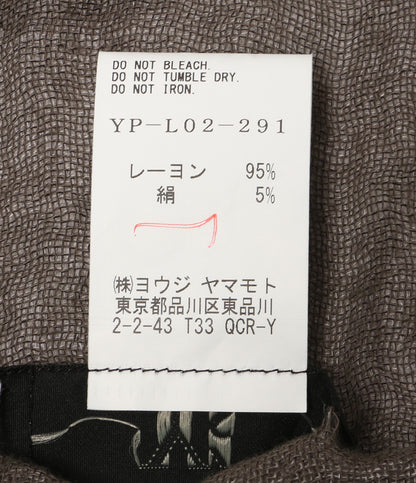 DO NOT BLEACH.
DO NOT TUMBLE DRY.
DO NOT IRON.
YP-L02-291
レーヨン 95%
絹 5%
㈱ヨウジ ヤマモト
東京都品川区東品川
2-2-43 T33 QCR-Y